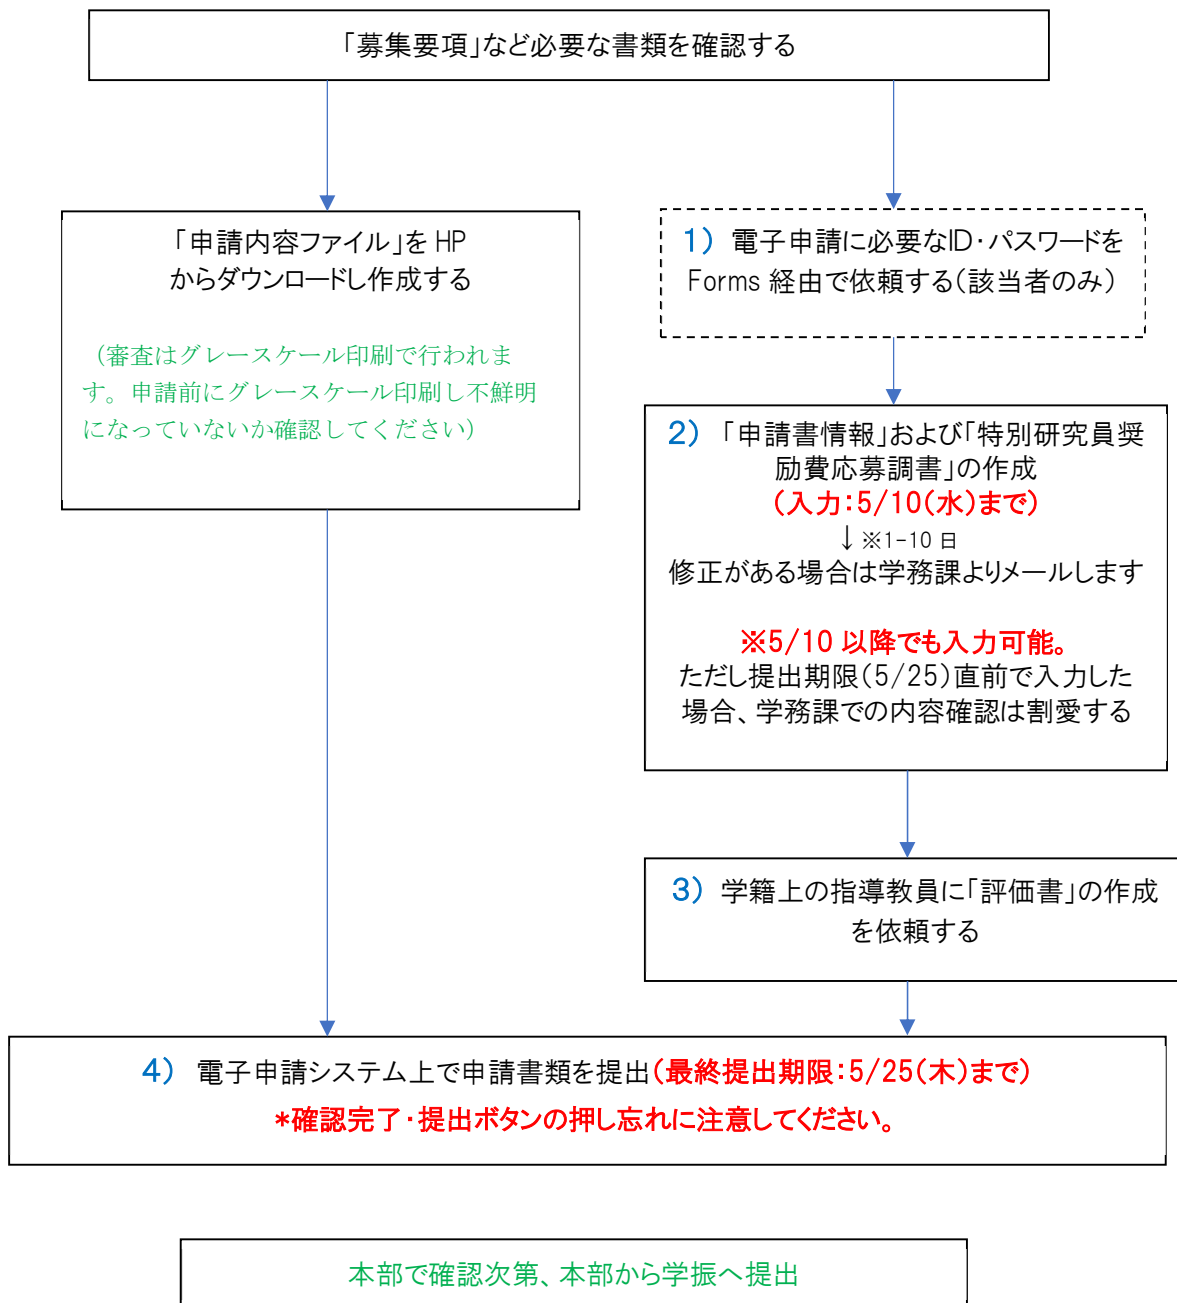 「募集要項」など必要な書類を確認する
「申請内容ファイル」を HP
からダウンロードし作成する
（審査はグレースケール印刷で行われま
す。申請前にグレースケール印刷し不鮮明
になっていないか確認してください）
1） 電子申請に必要なID・パスワードを
Forms 経由で依頼する（該当者のみ）
2） 「申請書情報」および「特別研究員奨
励費応募調書」の作成
（入力：5/10（水）まで）
↓※1-10 日
修正がある場合は学務課よりメールします
※5/10 以降でも入力可能。
ただし提出期限（5/25）直前で入力した
場合、学務課での内容確認は割愛する
3） 学籍上の指導教員に「評価書」の作成
を依頼する
4） 電子申請システム上で申請書類を提出（最終提出期限：5/25（木）まで）
*確認完了・提出ボタンの押し忘れに注意してください。
本部で確認次第、本部から学振へ提出